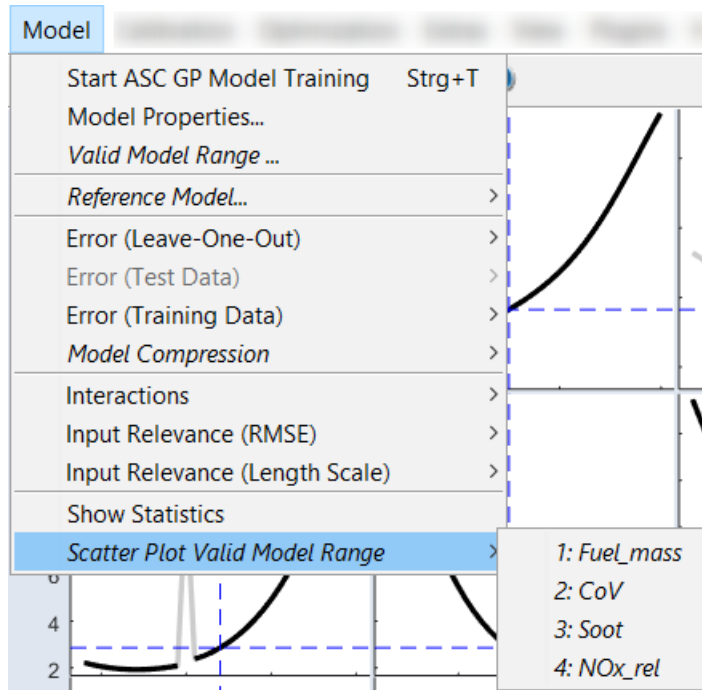 Model
Start ASC GP Model Training Strg+T
Model Properties...
Valid Model Range ...
Reference Model...
Error (Leave-One-Out)
Error (Test Data)
Error (Training Data)
Model Compression
Interactions
Input Relevance (RMSE)
Input Relevance (Length Scale)
Show Statistics
Scatter Plot Valid Model Range
1: Fuel_mass
2: CoV
3: Soot
4: NOx_rel
6
4
2